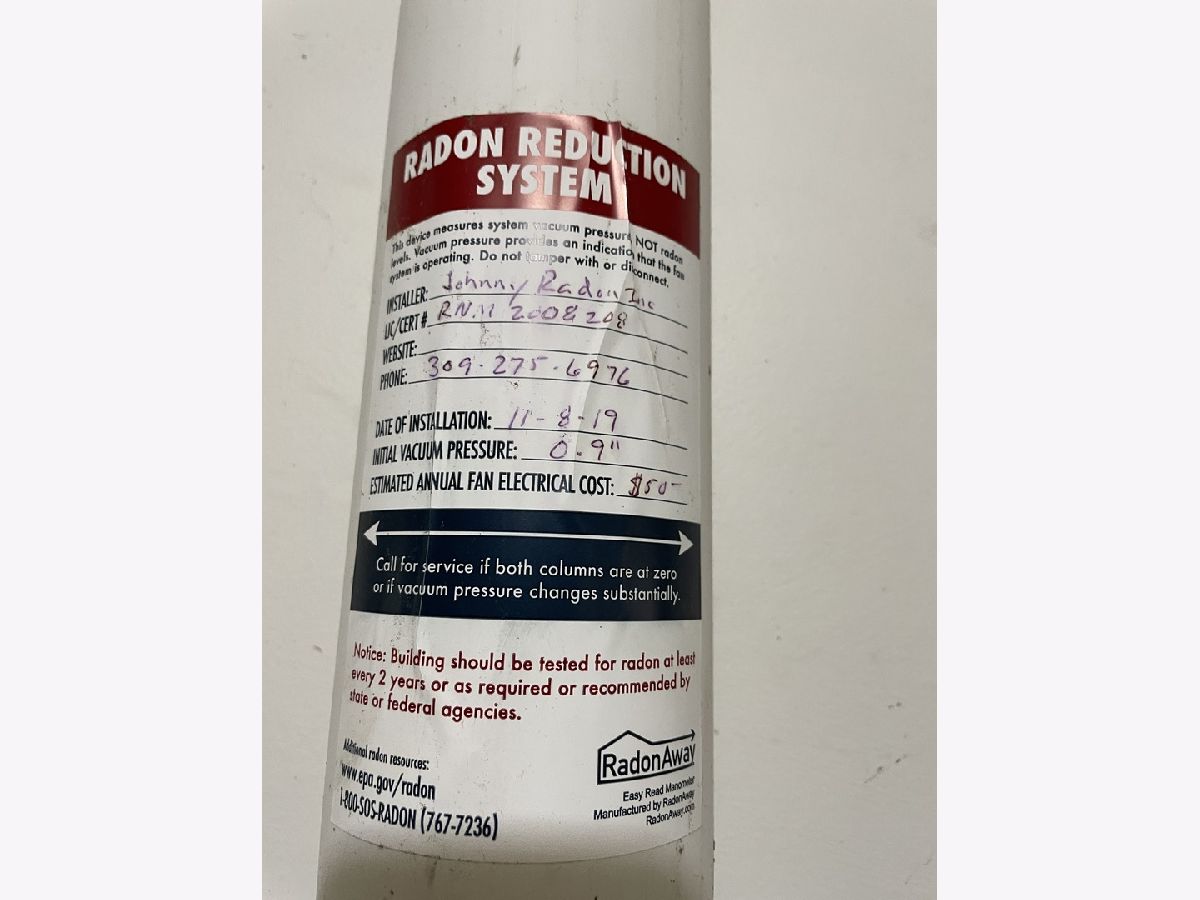 RADON REDUCTION
SYSTEM
This device measures system vacuum pressure NOT radon
levels. Vacuum pressure provides an indication that the fan
system is operating. Do not tamper with or disconnect.
INSTALLER: Johnny Radon Inc
LIC/CERT # RNM 2008208
WEBSITE:
PHONE: 309-275-6976
DATE OF INSTALLATION: 11-8-19
INITIAL VACUUM PRESSURE: 0.9"
ESTIMATED ANNUAL FAN ELECTRICAL COST: $50-
Call for service if both columns are at zero
or if vacuum pressure changes substantially.
Notice: Building should be tested for radon at least
every 2 years or as required or recommended by
state or federal agencies.
Additional radon resources:
www.epa.gov/radon
1-800-SOS-RADON (767-7236)
RadonAway
Easy Read Manometer
Manufactured by RadonAway
RadonAway.com